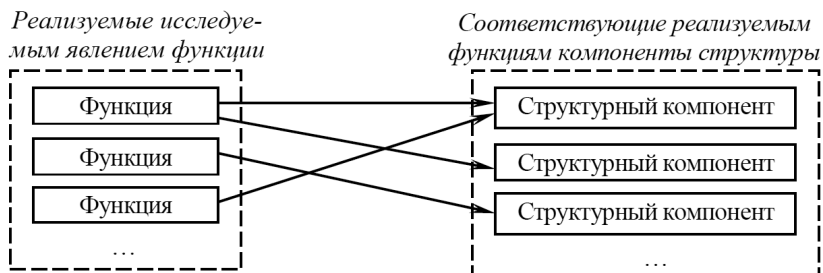 Реализуемые исследуе-
мым явлением функции
Функция
Функция
Функция
...
Соответствующие реализуемым
функциям компоненты структуры
Структурный компонент
Структурный компонент
Структурный компонент
...